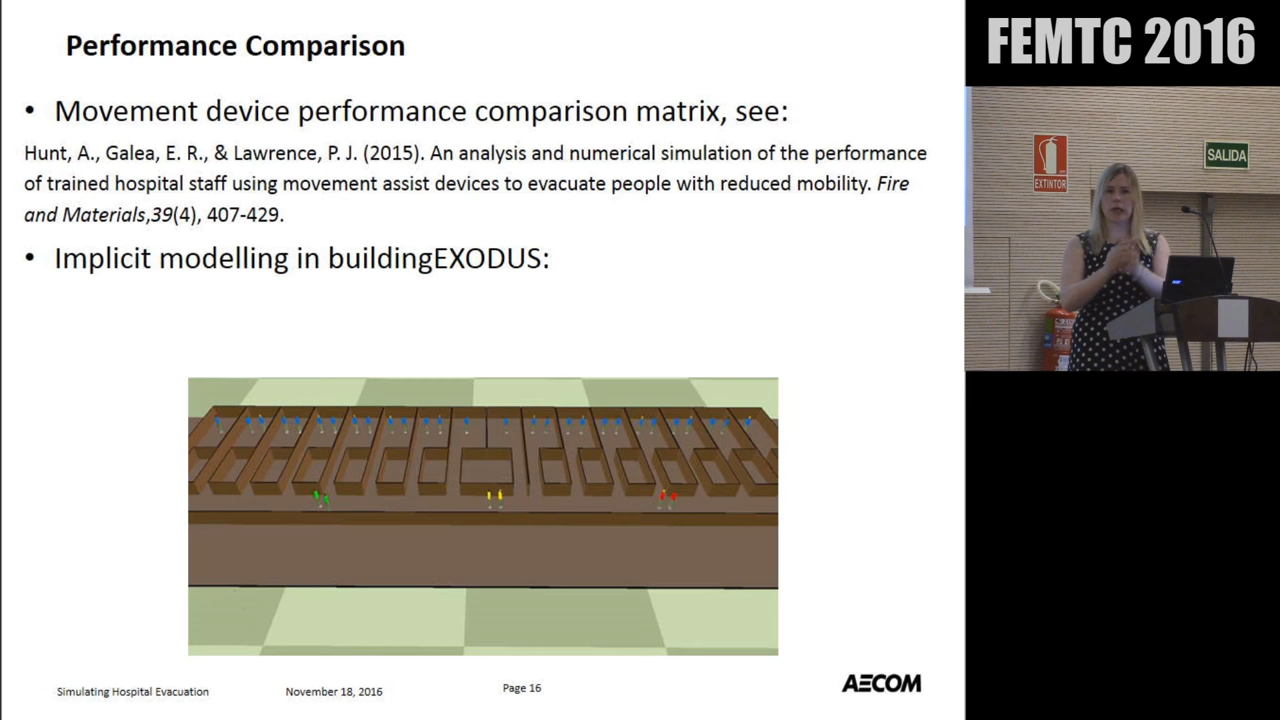 Performance Comparison
• Movement device performance comparison matrix, see:
Hunt, A., Galea, E. R., & Lawrence, P. J. (2015). An analysis and numerical simulation of the performance
of trained hospital staff using movement assist devices to evacuate people with reduced mobility. Fire
and Materials,39(4), 407-429.
• Implicit modelling in buildingEXODUS:
Simulating Hospital Evacuation
November 18, 2016
Page 16
AECOM
FEMTC 2016
EXTINTOR
SALIDA